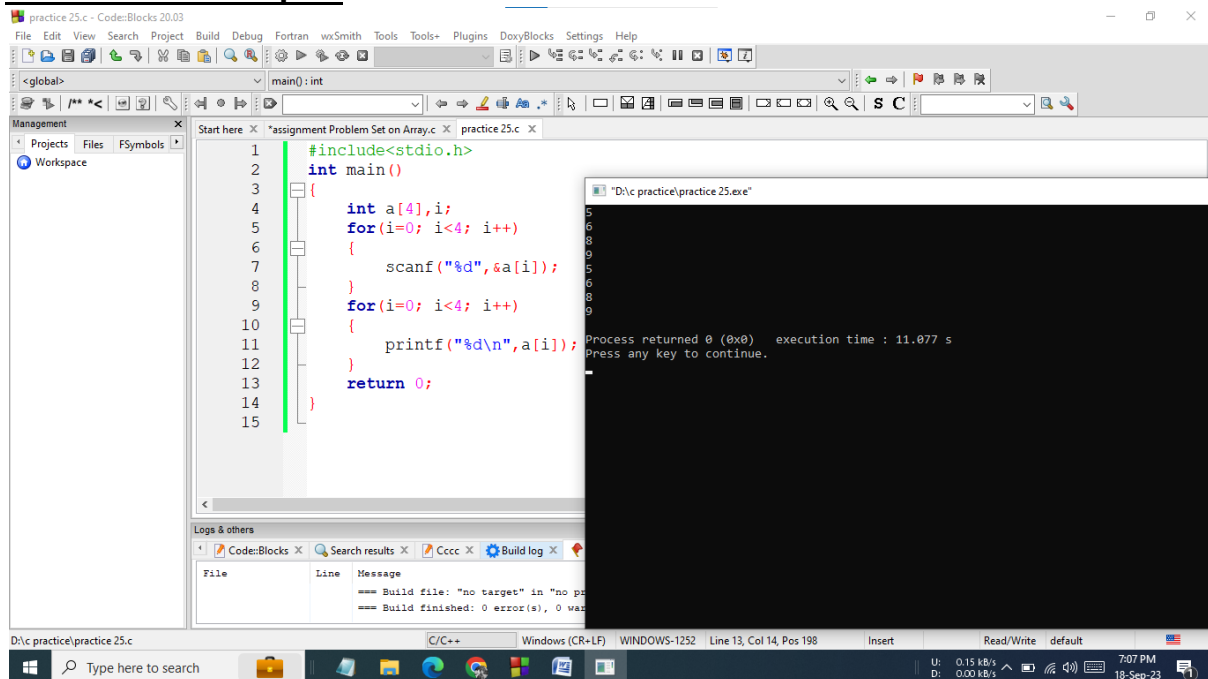 practice 25.c - Code::Blocks 20.03
File Edit View Search Project Build Debug Fortran wxSmith Tools Tools+ Plugins DoxyBlocks Settings Help
<global>
main() : int
/** *<
S C
Management
Projects Files FSymbols
Workspace
Start here *assignment Problem Set on Array.c practice 25.c
1 #include<stdio.h>
2 int main()
3 {
4 int a[4],i;
5 for(i=0; i<4; i++)
6 {
7 scanf("%d",&a[i]);
8 }
9 for(i=0; i<4; i++)
10 {
11 printf("%d\n",a[i]);
12 }
13 return 0;
14 }
15
"D:\c practice\practice 25.exe"
5
6
8
9
5
6
8
9
Process returned 0 (0x0) execution time : 11.077 s
Press any key to continue.
Logs & others
Code::Blocks Search results Cccc Build log
File Line Message
=== Build file: "no target" in "no
=== Build finished: 0 error(s), 0
D:\c practice\practice 25.c C/C++ Windows (CR+LF) WINDOWS-1252 Line 13, Col 14, Pos 198 Insert Read/Write default
Type here to search
U: 0.15 kB/s
D: 0.00 kB/s
7:07 PM
18-Sep-23